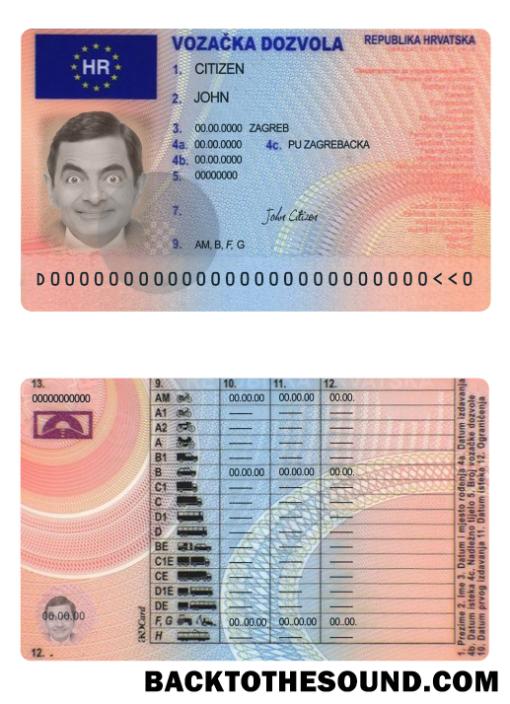 HR
VOZAČKA DOZVOLA
REPUBLIKA HRVATSKA
1. CITIZEN
2. JOHN
3. 00.00.0000 ZAGREB
4a. 00.00.0000 4c. PU ZAGREBACKA
4b. 00.00.0000
5. 00000000
7. John Citizen
9. AM, B, F, G
D000000000000000000000000000<<0
13. 9. 10. 11. 12.
00000000000
AM 00.00.00 00.00.00 00.00.
A1
A2
A
B1
B 00.00.00 00.00.00 00.00.
C1
C
D1
D
BE
C1E
CE
D1E
DE
F, G 00..00.00 00..00.00 00..00.
H
00.00.00
12.
1. Prezime 2. Ime 3. Datum i mjesto rođenja 4a. Datum izdavanja
4b. Datum isteka 4c. Nadležno tijelo 5. Broj vozačke dozvole
10. Datum prvog izdavanja 11. Datum isteka 12. Ograničenja
BACKTOTHESOUND.COM